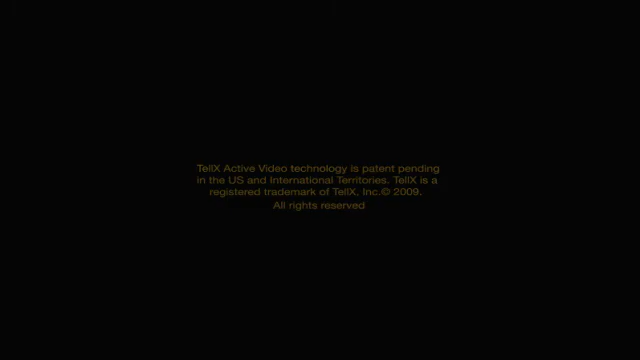 TellX Active Video technology is patent pending
in the US and International Territories. TellX is a
registered trademark of TellX, Inc.© 2009.
All rights reserved